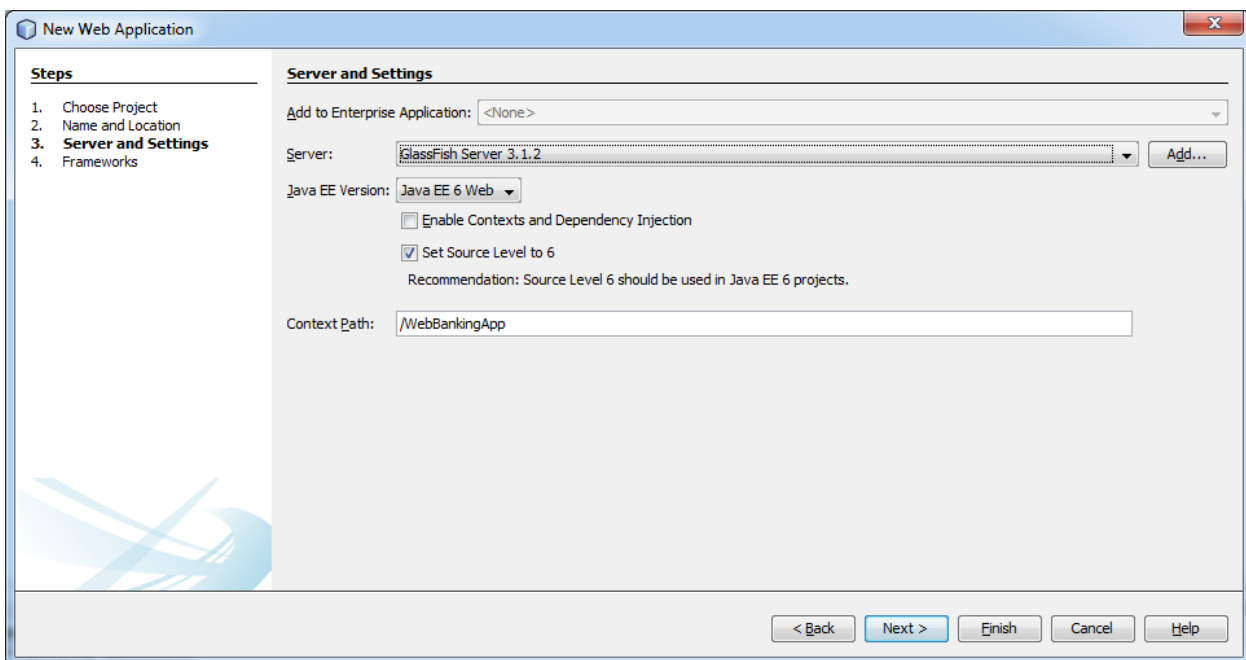 New Web Application
Steps
1. Choose Project
2. Name and Location
3. Server and Settings
4. Frameworks
Server and Settings
Add to Enterprise Application: <None>
Server: GlassFish Server 3.1.2 Add...
Java EE Version: Java EE 6 Web
Enable Contexts and Dependency Injection
Set Source Level to 6
Recommendation: Source Level 6 should be used in Java EE 6 projects.
Context Path: /WebBankingApp
< Back Next > Finish Cancel Help